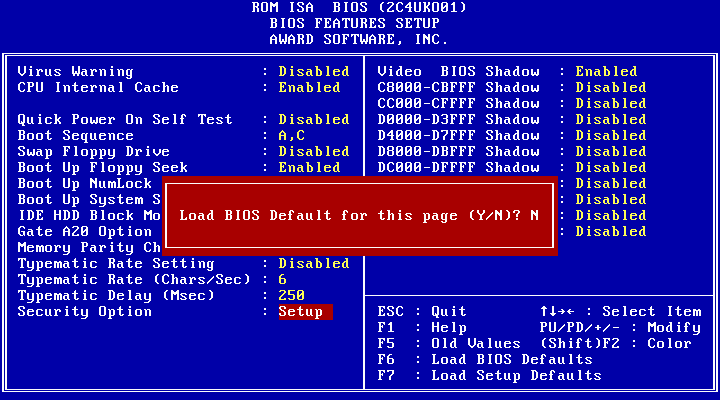 ROM ISA BIOS (2C4UKO01)
BIOS FEATURES SETUP
AWARD SOFTWARE, INC.
Virus Warning : Disabled
CPU Internal Cache : Enabled
Quick Power On Self Test : Disabled
Boot Sequence : A,C
Swap Floppy Drive : Disabled
Boot Up Floppy Seek : Enabled
Boot Up NumLock
Boot Up System S
IDE HDD Block Mo
Gate A20 Option
Memory Parity Ch
Typematic Rate Setting : Disabled
Typematic Rate (Chars/Sec) : 6
Typematic Delay (Msec) : 250
Security Option : Setup
Video BIOS Shadow : Enabled
C8000-CBFFF Shadow : Disabled
CC000-CFFFF Shadow : Disabled
D0000-D3FFF Shadow : Disabled
D4000-D7FFF Shadow : Disabled
D8000-DBFFF Shadow : Disabled
DC000-DFFFF Shadow : Disabled
: Disabled
: Disabled
: Disabled
: Disabled
Load BIOS Default for this page (Y/N)? N
ESC : Quit ↑↓→← : Select Item
F1 : Help PU/PD/+/- : Modify
F5 : Old Values (Shift)F2 : Color
F6 : Load BIOS Defaults
F7 : Load Setup Defaults